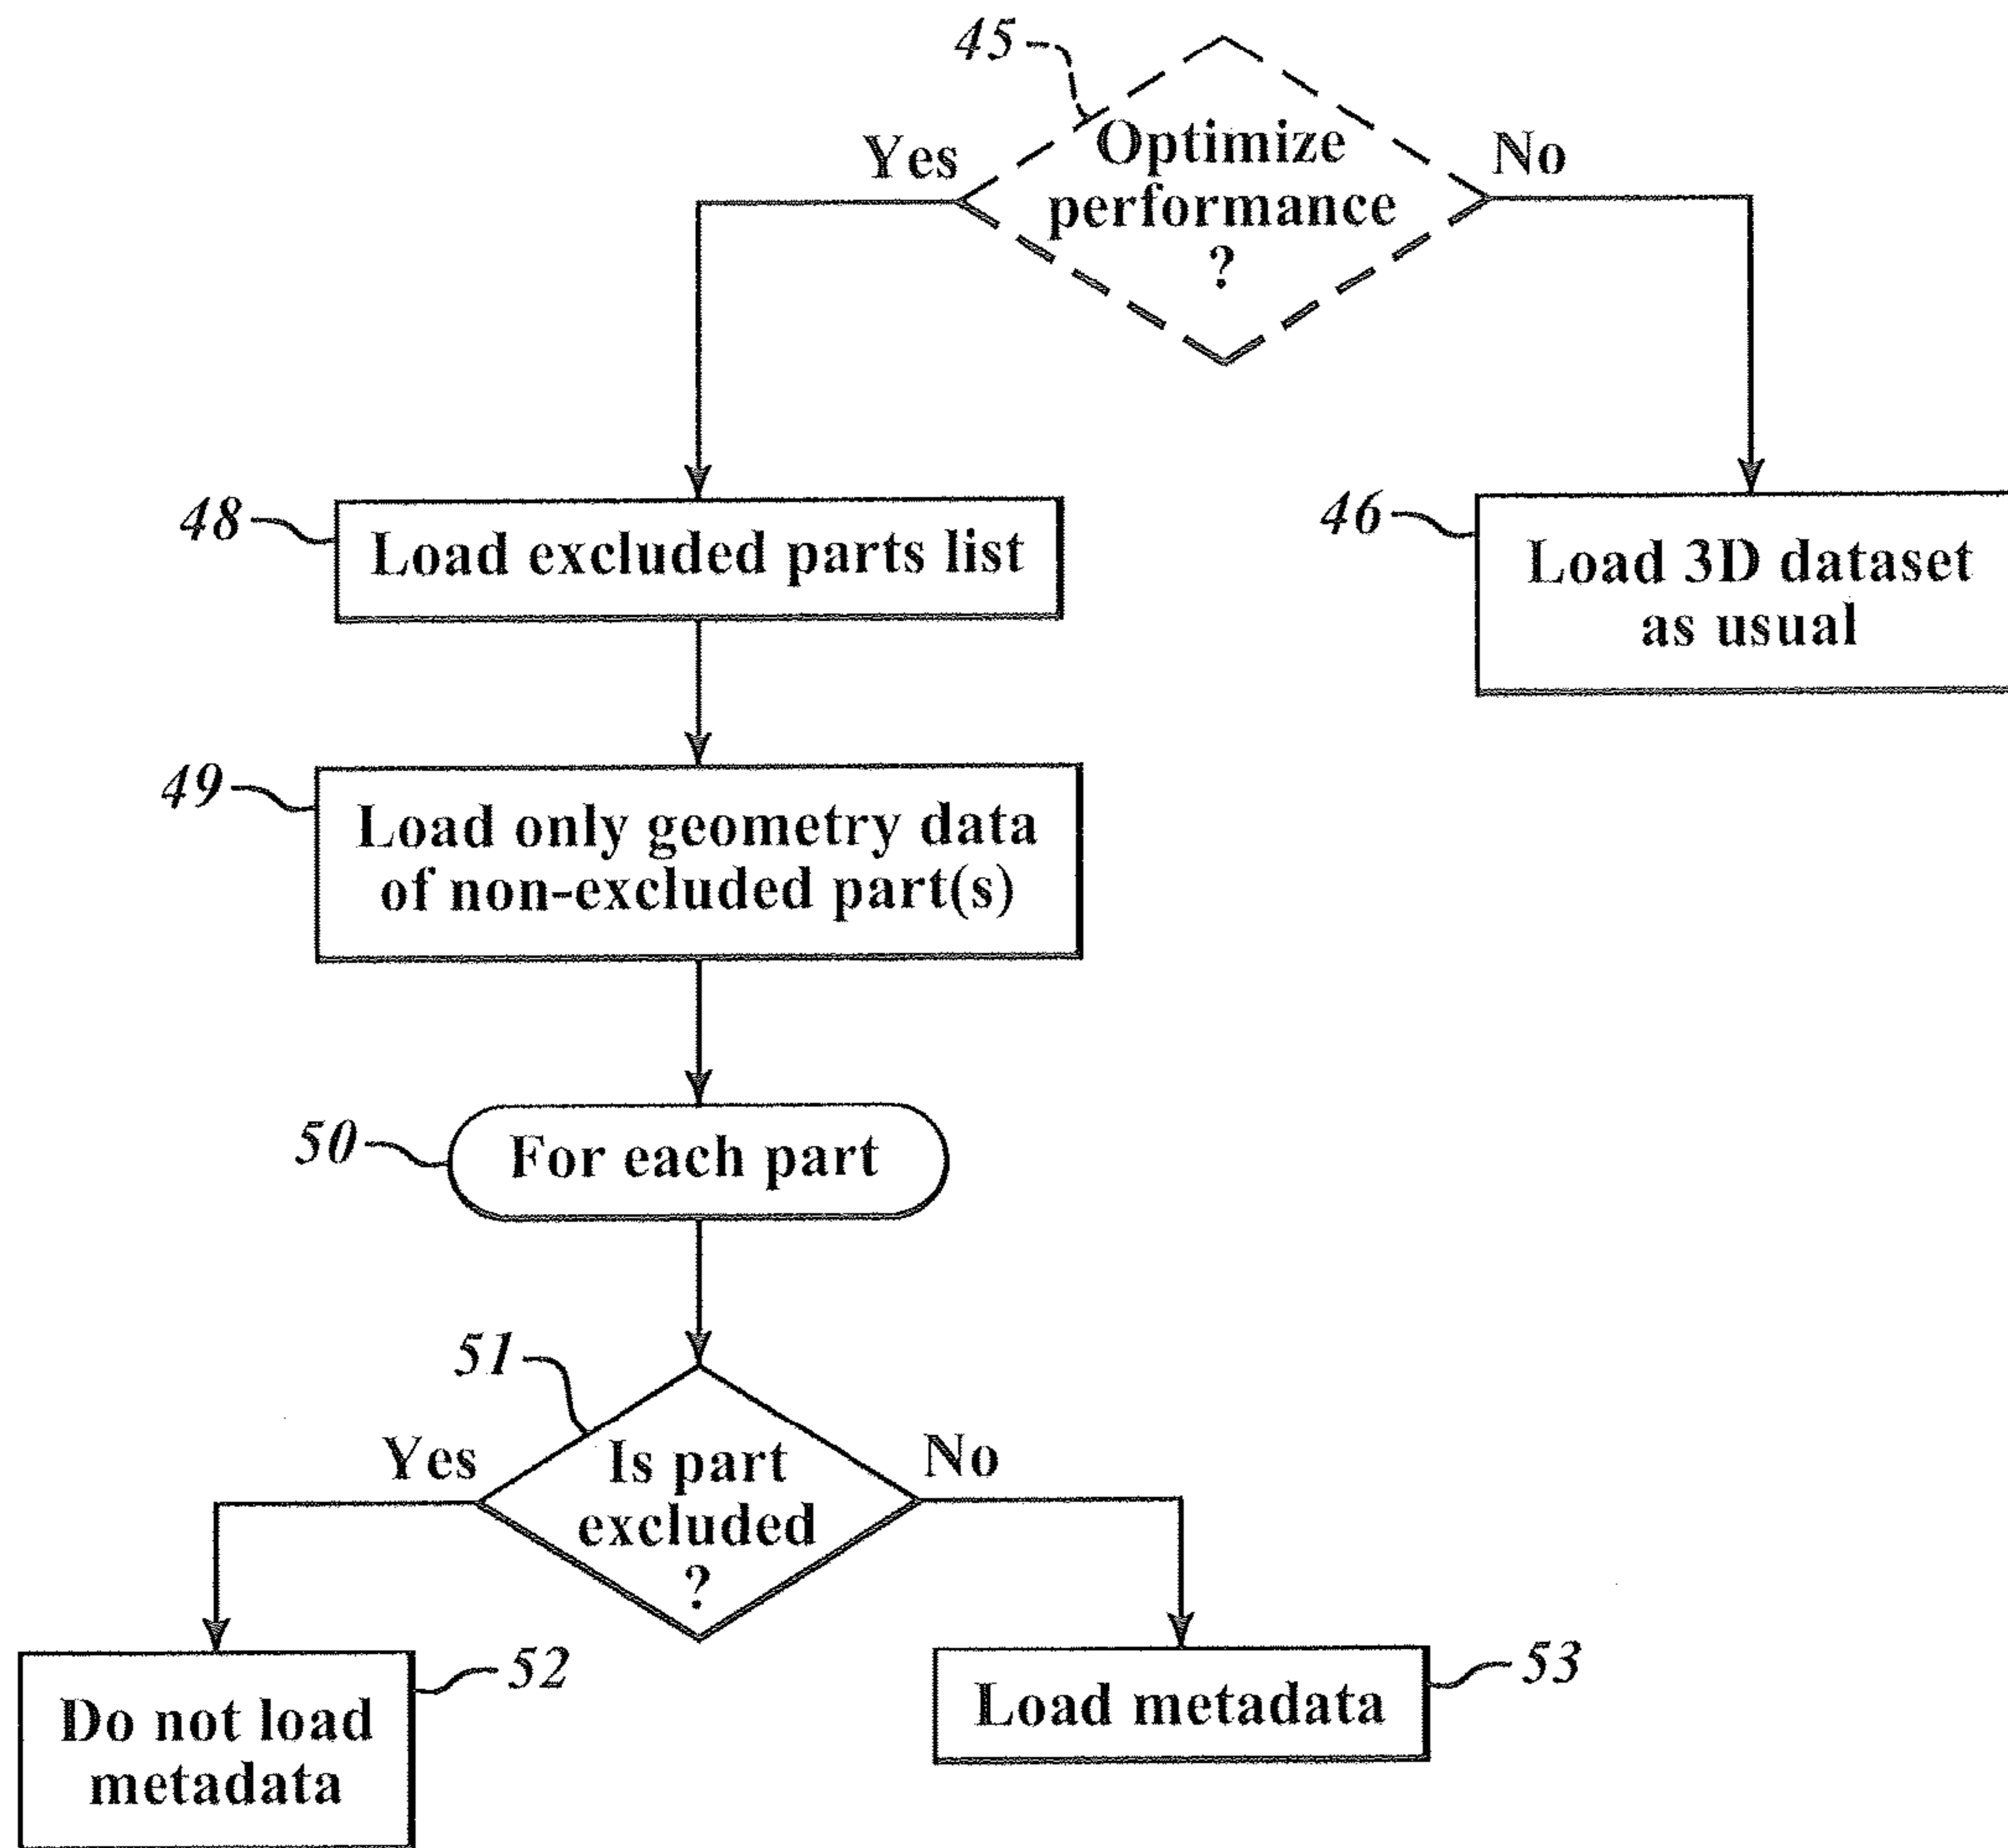 45
Yes
Optimize
performance
?
No
48
Load excluded parts list
46
Load 3D dataset
as usual
49
Load only geometry data
of non-excluded part(s)
50
For each part
51
Yes
Is part
excluded
?
No
52
Do not load
metadata
53
Load metadata